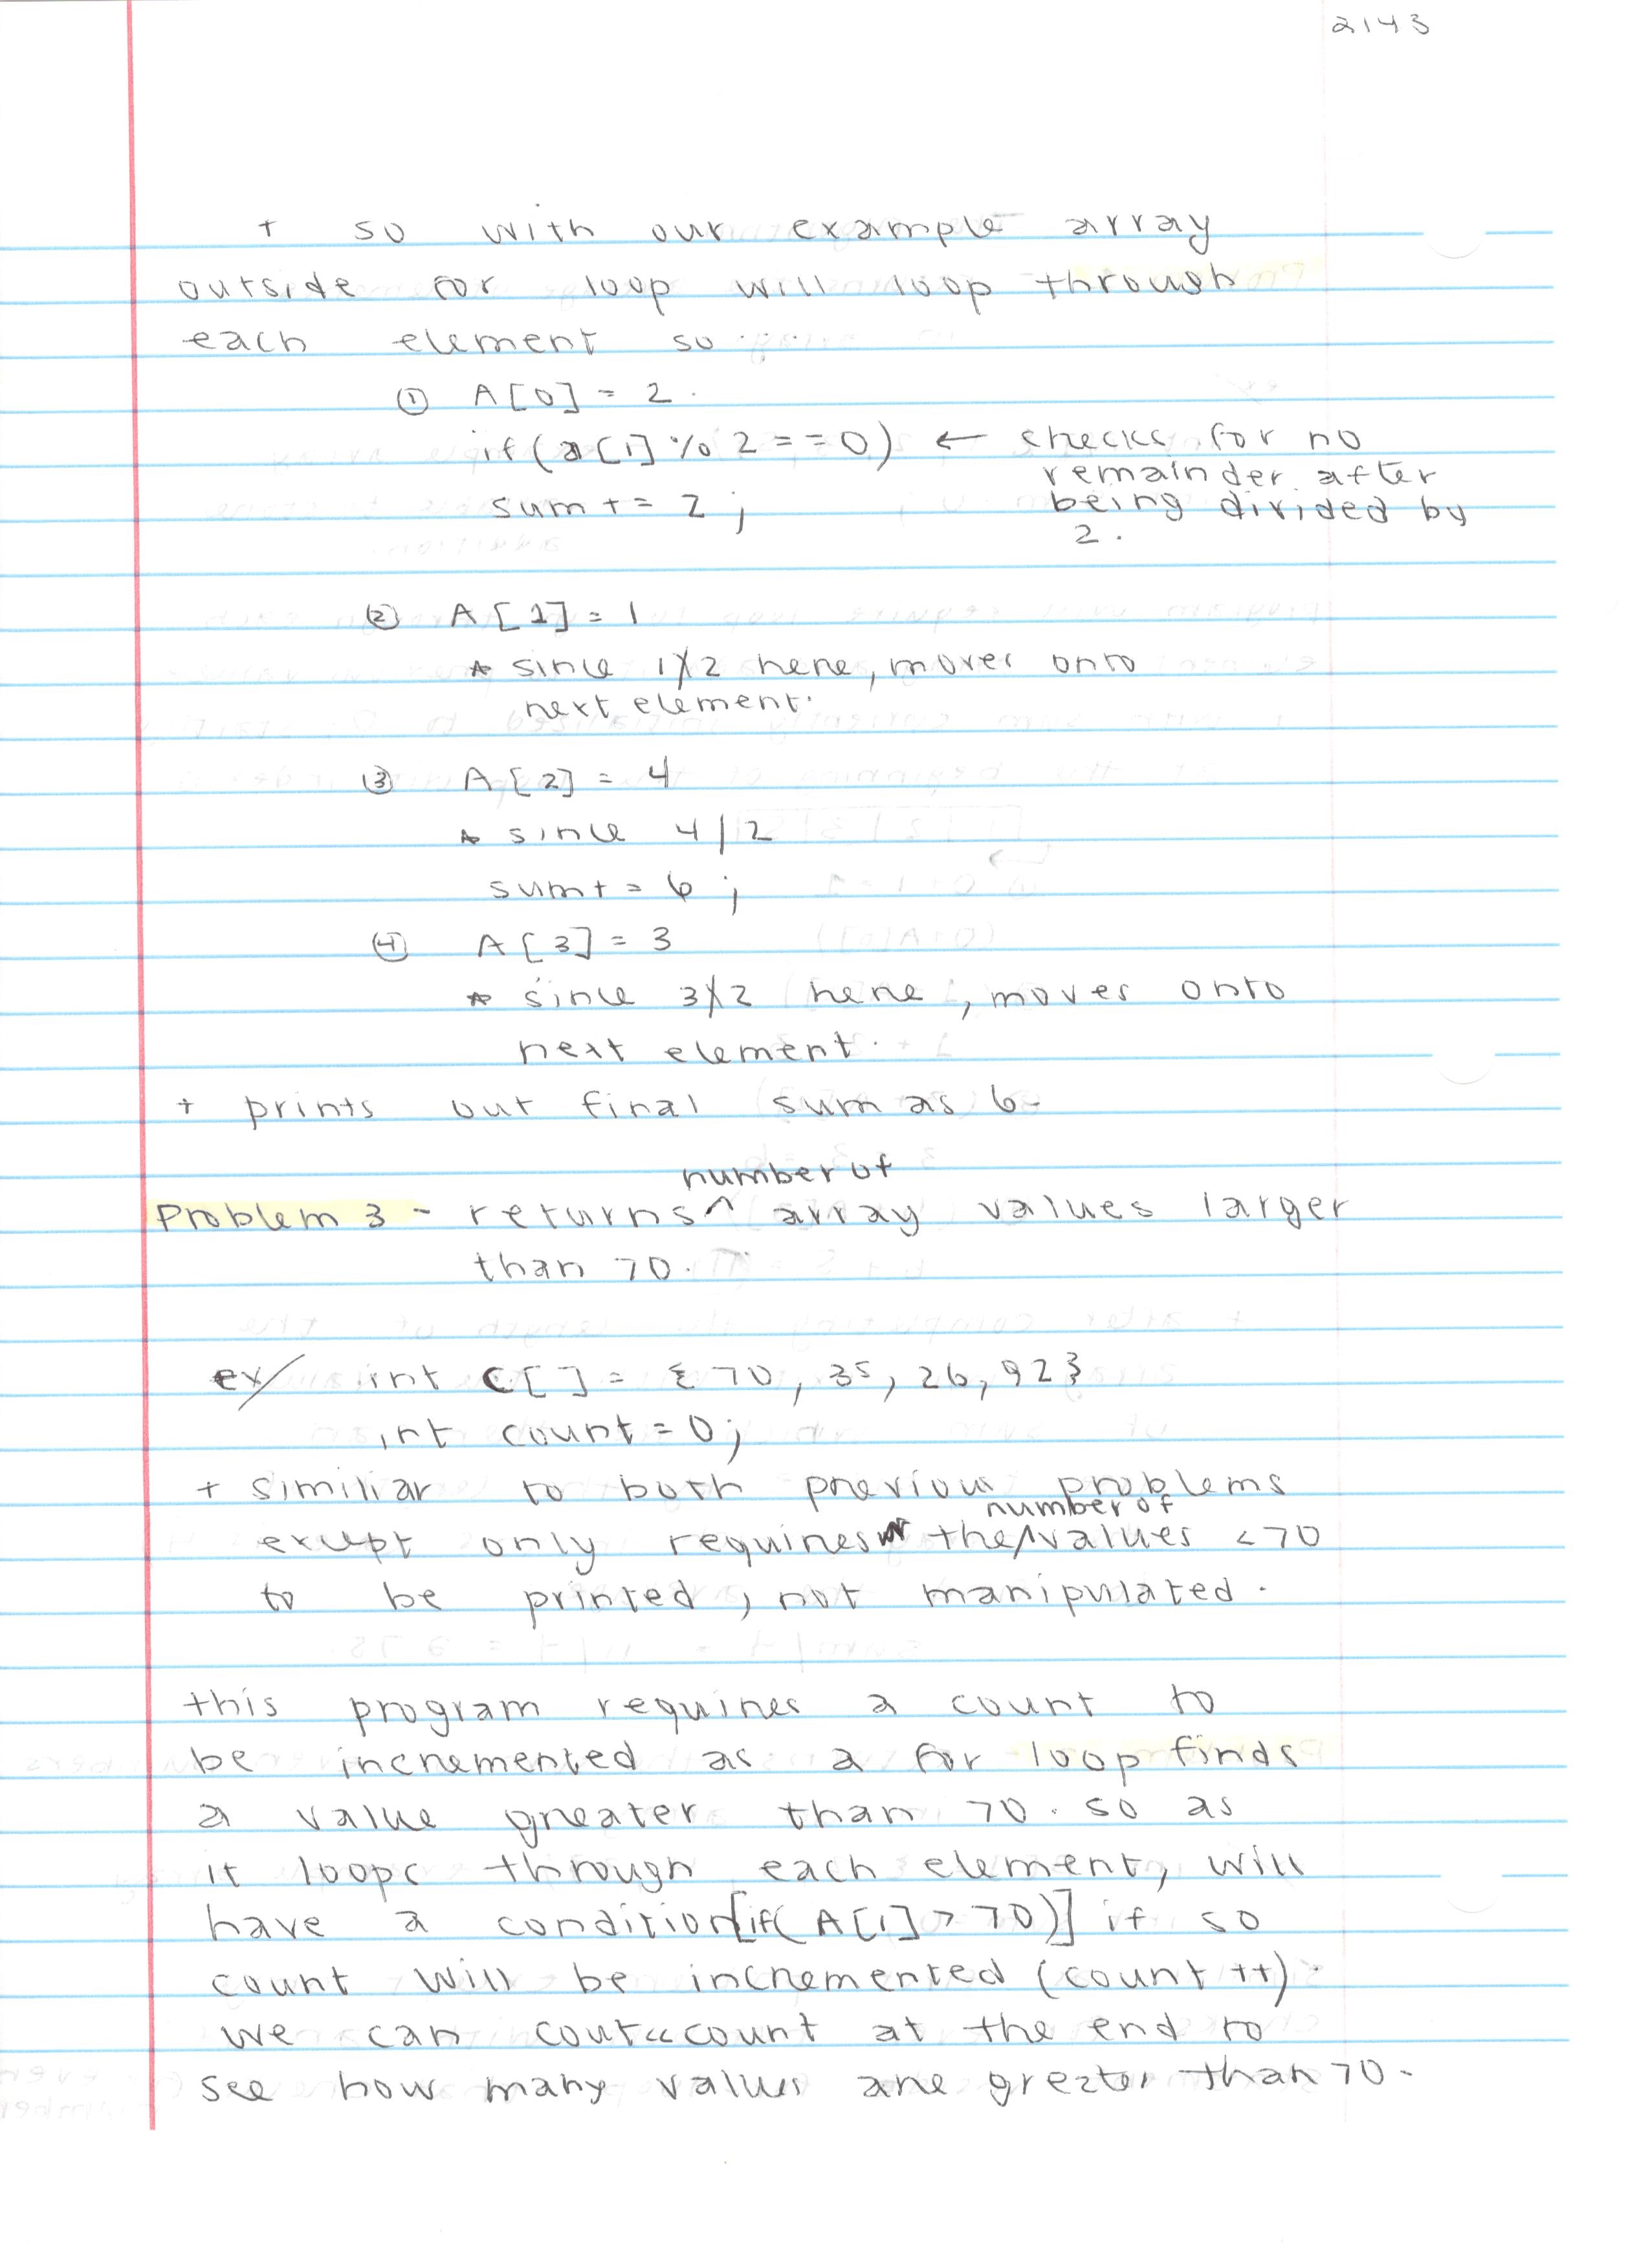 2143
+ so with our example array
outside for loop will loop through
each element so ....
① A[0] = 2.
if (a[i] % 2 == 0) ← checks for no
remainder after
sum += 2;
being divided by
2.
② A[1] = 1
* since 1∤2 here, moves onto
next element.
③ A[2] = 4
* since 4|2
sum += 6;
④ A[3] = 3
* since 3∤2 here, moves onto
next element.
+ prints out final sum as 6.
number of
Problem 3 - returns ^ array values larger
than 70.
ex/ int C[] = {70, 35, 26, 92}
int count = 0;
+ similiar to both previous problems
number of
except only requires the ^ values <70
to be printed, not manipulated.
this program requires a count to
be incremented as a for loop finds
a value greater than 70. so as
it loops through each element, will
have a condition [if( A[i] > 70)] if so
count will be incremented (count ++).
we can cout<<count at the end to
see how many values are greater than 70.